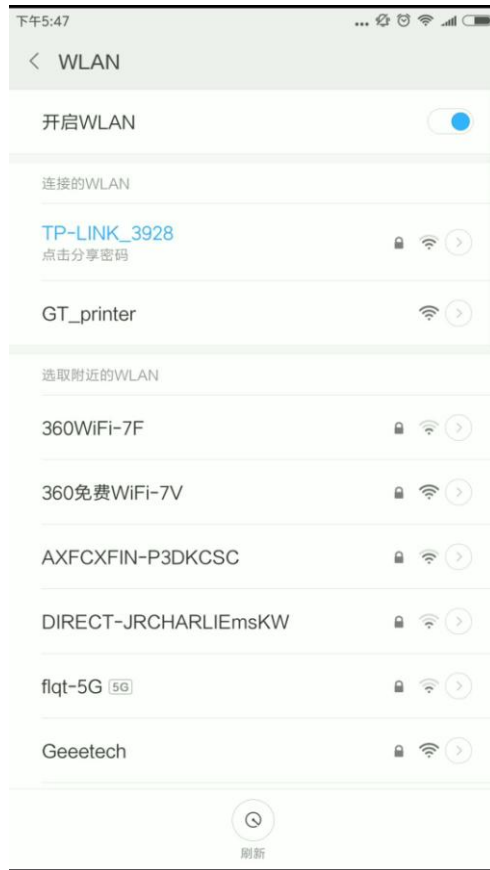 下午5:47
WLAN
开启WLAN
连接的WLAN
TP-LINK_3928
点击分享密码
GT_printer
选取附近的WLAN
360WiFi-7F
360免费WiFi-7V
AXFCXFIN-P3DKCSC
DIRECT-JRCHARLIEmsKW
flqt-5G 5G
Geeetech
刷新